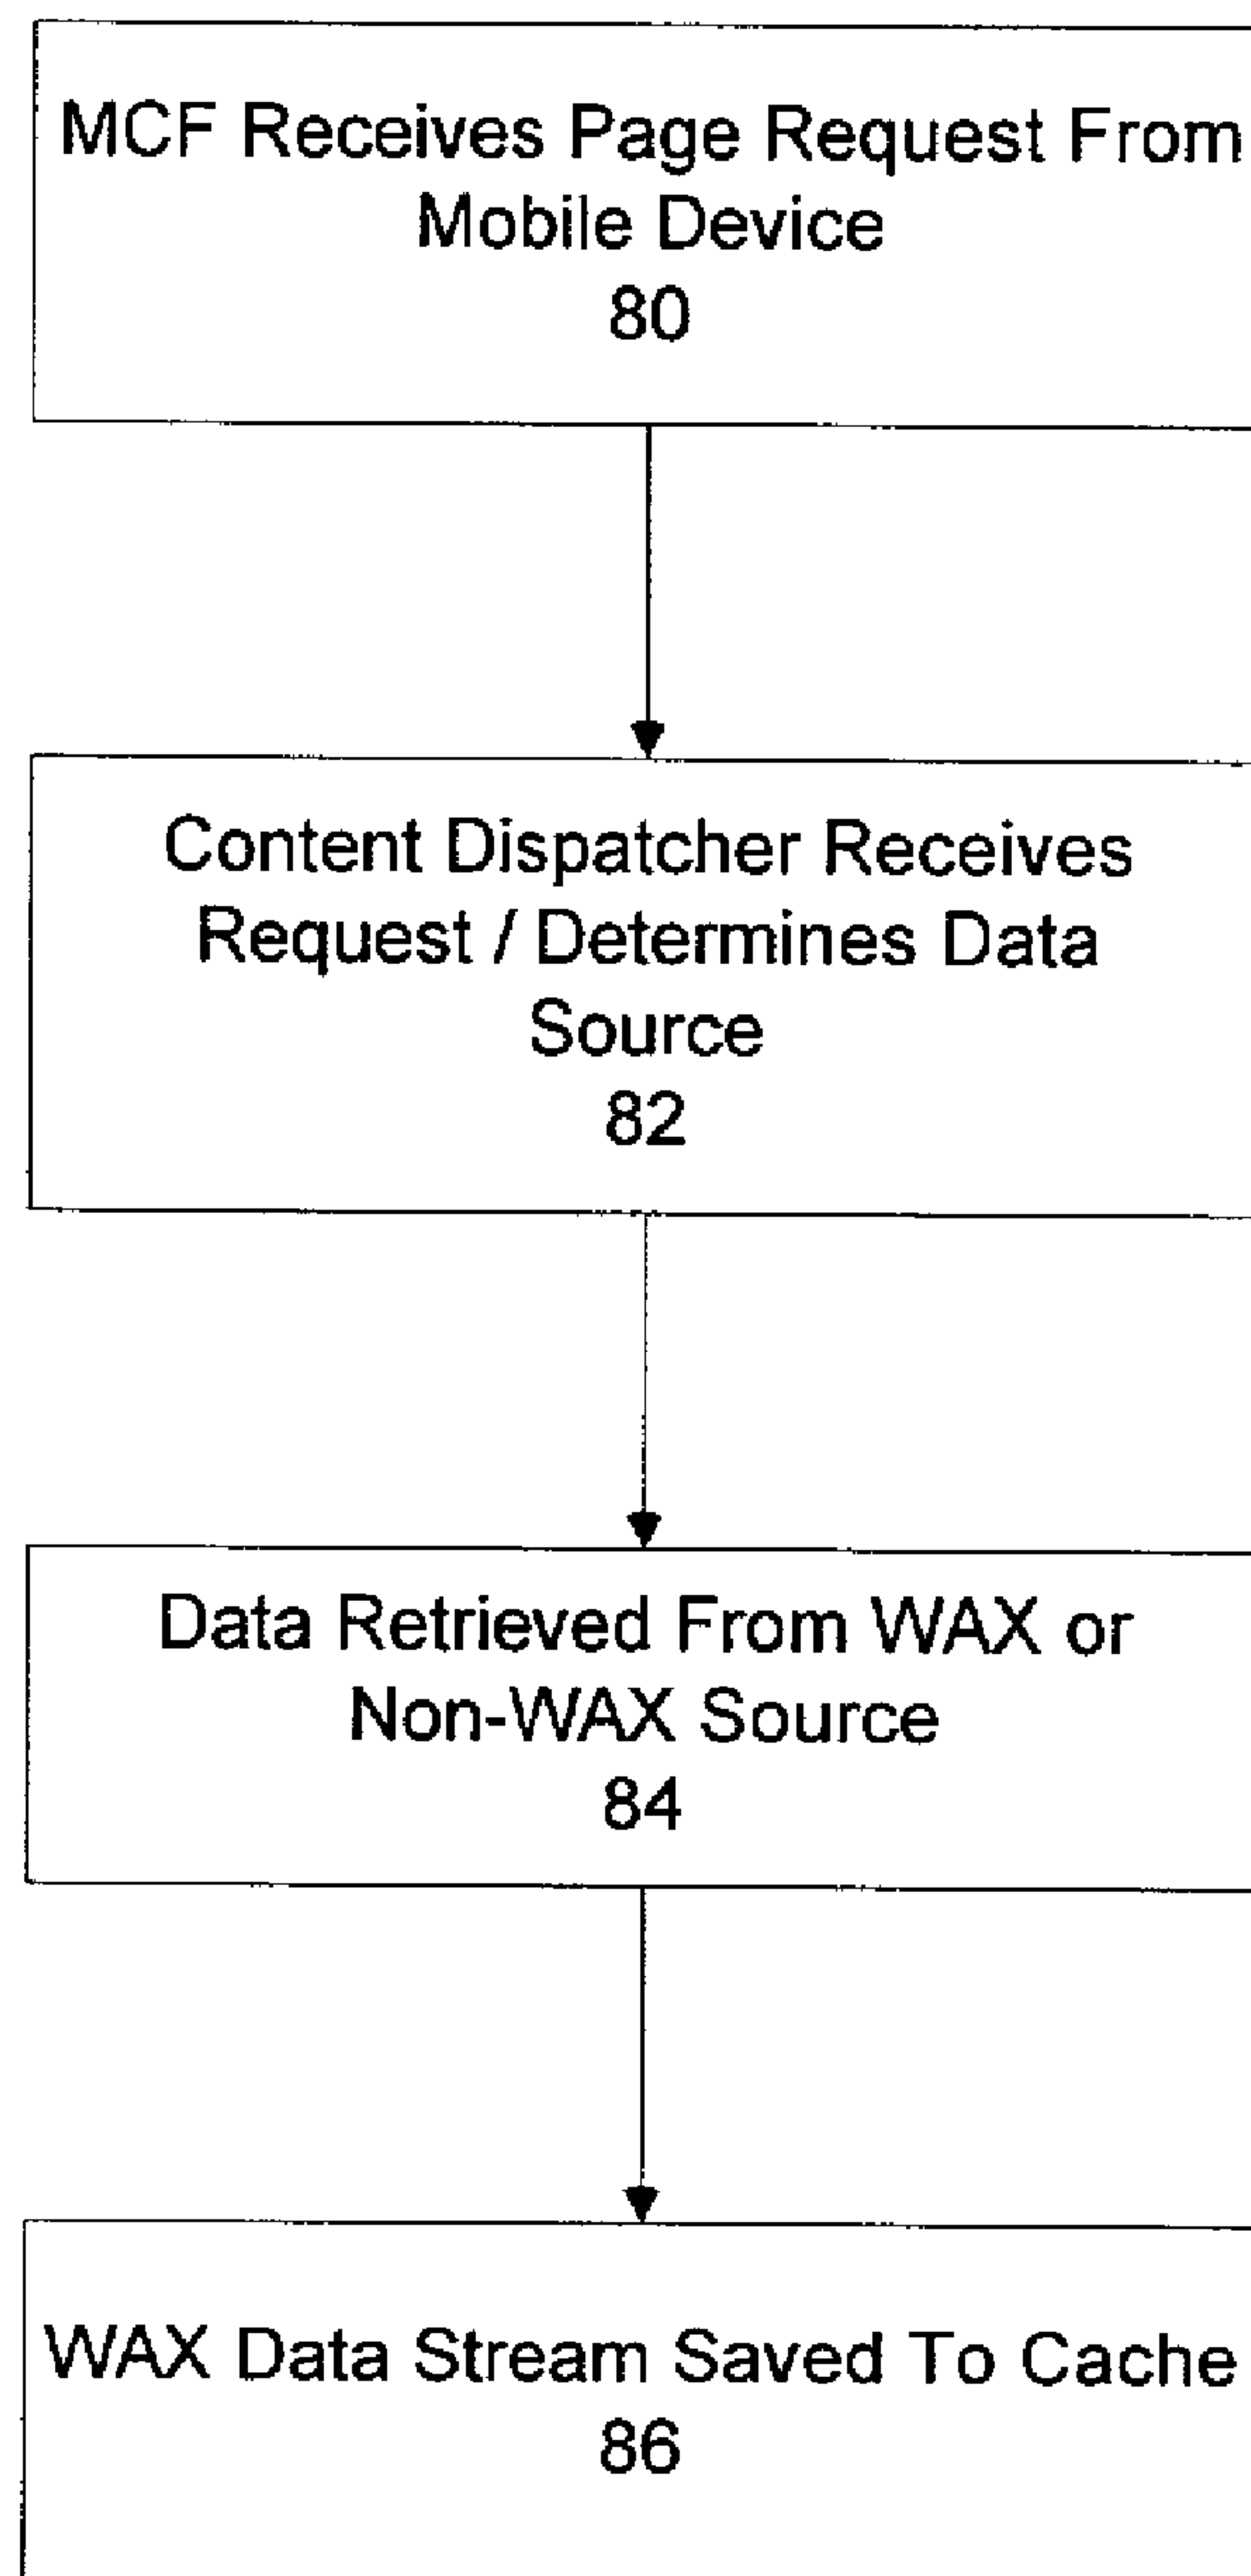 MCF Receives Page Request From
Mobile Device
80
Content Dispatcher Receives
Request / Determines Data
Source
82
Data Retrieved From WAX or
Non-WAX Source
84
WAX Data Stream Saved To Cache
86